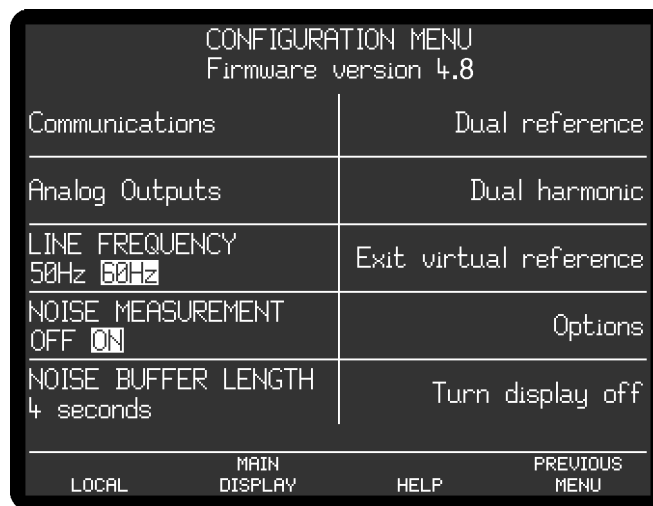 CONFIGURATION MENU
Firmware version 4.8
Communications
Dual reference
Analog Outputs
Dual harmonic
LINE FREQUENCY
50Hz 60Hz
Exit virtual reference
NOISE MEASUREMENT
OFF ON
Options
NOISE BUFFER LENGTH
4 seconds
Turn display off
LOCAL
MAIN
DISPLAY
HELP
PREVIOUS
MENU